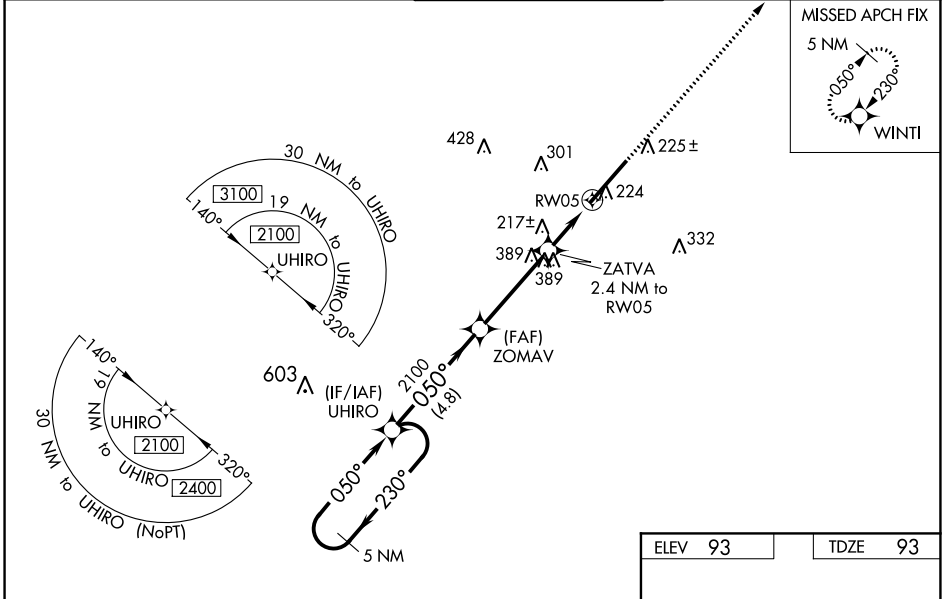 MISSED APCH FIX
5 NM
050°
230°
WINTI
428
301
225±
224
RW05
217±
332
389
389
ZATVA
2.4 NM to
RW05
30 NM to UHIRO
3100
140°
19 NM to UHIRO
2100
UHIRO
320°
(FAF)
ZOMAV
603
(IF/IAF)
UHIRO
2100
050°
(4.8)
140°
19 NM to UHIRO
UHIRO
2100
320°
2400
30 NM to UHIRO (NoPT)
050°
230°
5 NM
ELEV 93
TDZE 93